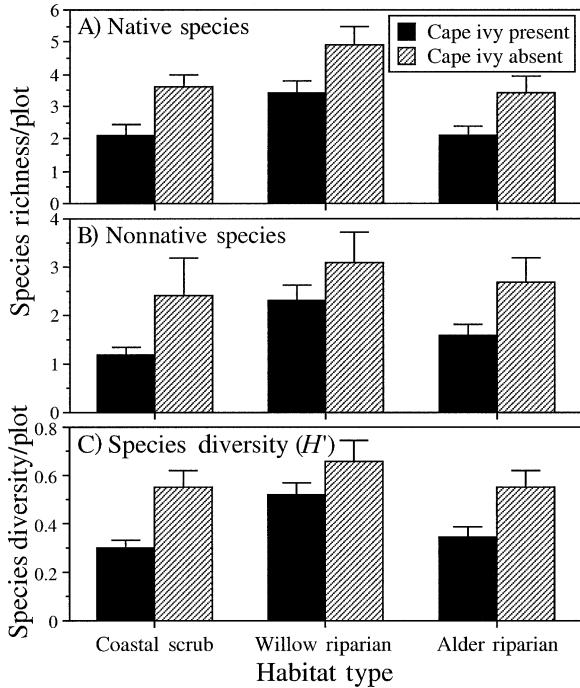 A) Native species
Cape ivy present
Cape ivy absent
6
5
4
3
2
1
0
Species richness/plot
B) Nonnative species
4
3
2
1
0
C) Species diversity (H')
0.8
0.6
0.4
0.2
0
Species diversity/plot
Coastal scrub Willow riparian Alder riparian
Habitat type